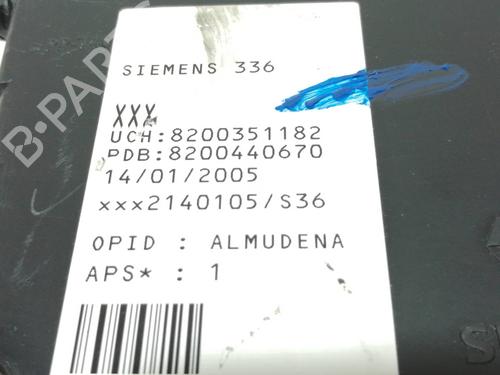 B-PARTS
SIEMENS 336
XXX
UCH:8200351182
PDB:8200440670
14/01/2005
xxx2140105/S36
OPID : ALMUDENA
APS* : 1